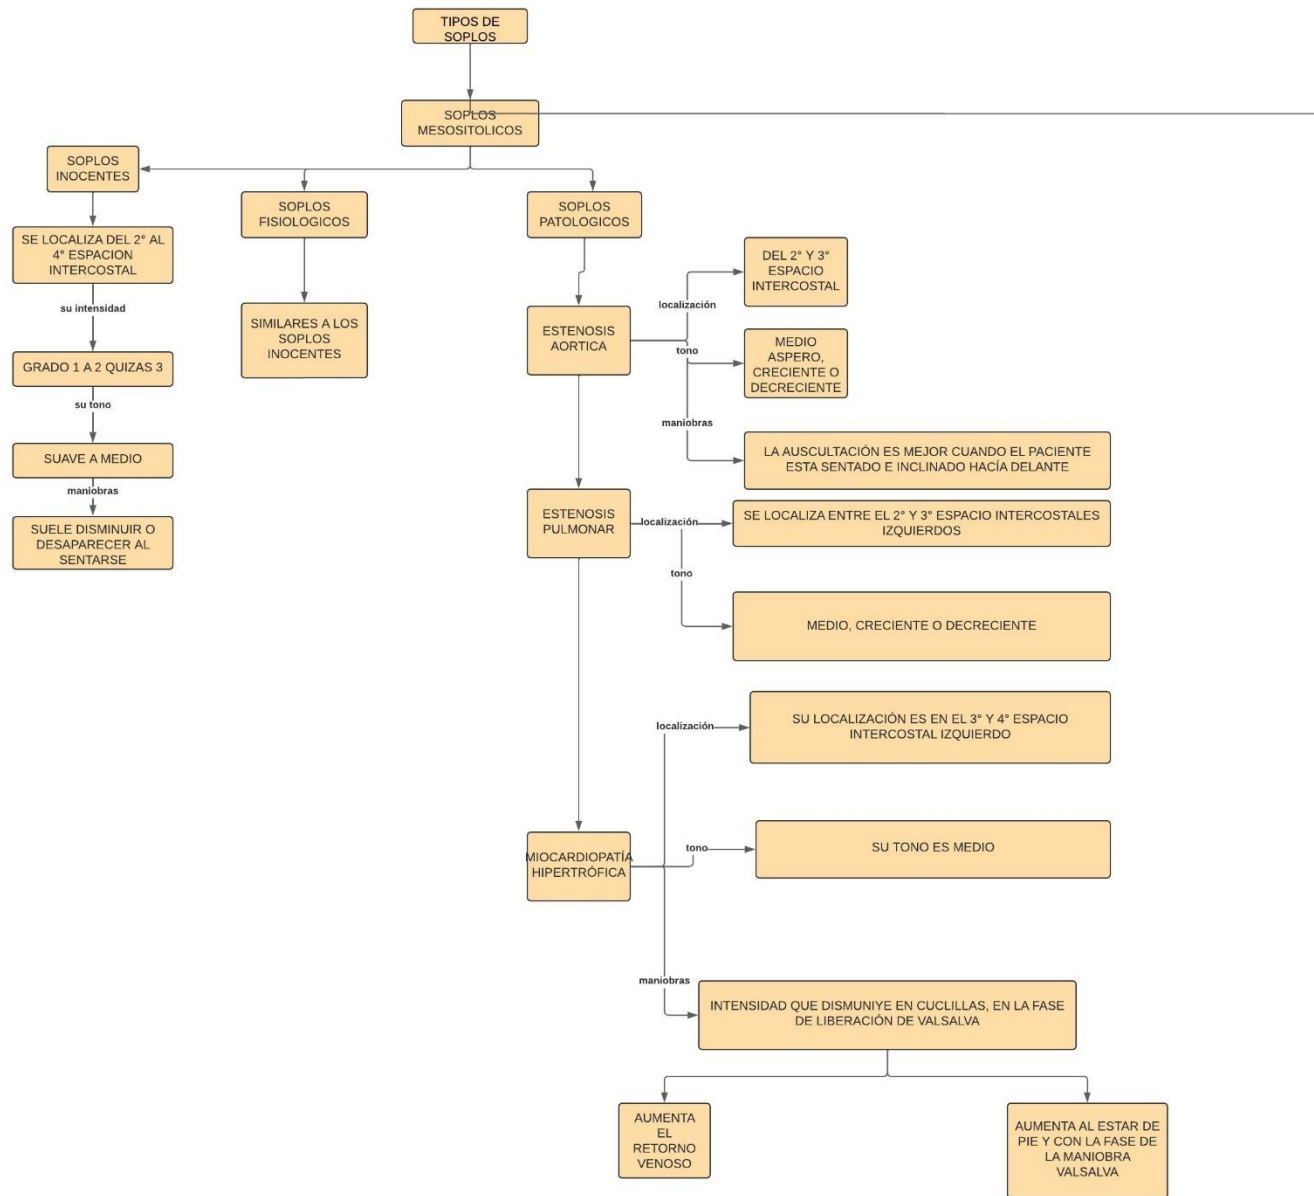 TIPOS DE
SOPLOS
SOPLOS
MESOSITOLICOS
SOPLOS
INOCENTES
SE LOCALIZA DEL 2° AL
4° ESPACION
INTERCOSTAL
su intensidad
GRADO 1 A 2 QUIZAS 3
su tono
SUAVE A MEDIO
maniobras
SUELE DISMINUIR O
DESAPARECER AL
SENTARSE
SOPLOS
FISIOLOGICOS
SIMILARES A LOS
SOPLOS
INOCENTES
SOPLOS
PATOLOGICOS
ESTENOSIS
AORTICA
localización
DEL 2° Y 3°
ESPACIO
INTERCOSTAL
tono
MEDIO
ASPERO,
CRECIENTE O
DECRECIENTE
maniobras
LA AUSCULTACIÓN ES MEJOR CUANDO EL PACIENTE
ESTA SENTADO E INCLINADO HACÍA DELANTE
ESTENOSIS
PULMONAR
localización
SE LOCALIZA ENTRE EL 2° Y 3° ESPACIO INTERCOSTALES
IZQUIERDOS
tono
MEDIO, CRECIENTE O DECRECIENTE
MIOCARDIOPATÍA
HIPERTRÓFICA
localización
SU LOCALIZACIÓN ES EN EL 3° Y 4° ESPACIO
INTERCOSTAL IZQUIERDO
tono
SU TONO ES MEDIO
maniobras
INTENSIDAD QUE DISMUNIYE EN CUCLILLAS, EN LA FASE
DE LIBERACIÓN DE VALSALVA
AUMENTA
EL
RETORNO
VENOSO
AUMENTA AL ESTAR DE
PIE Y CON LA FASE DE
LA MANIOBRA
VALSALVA